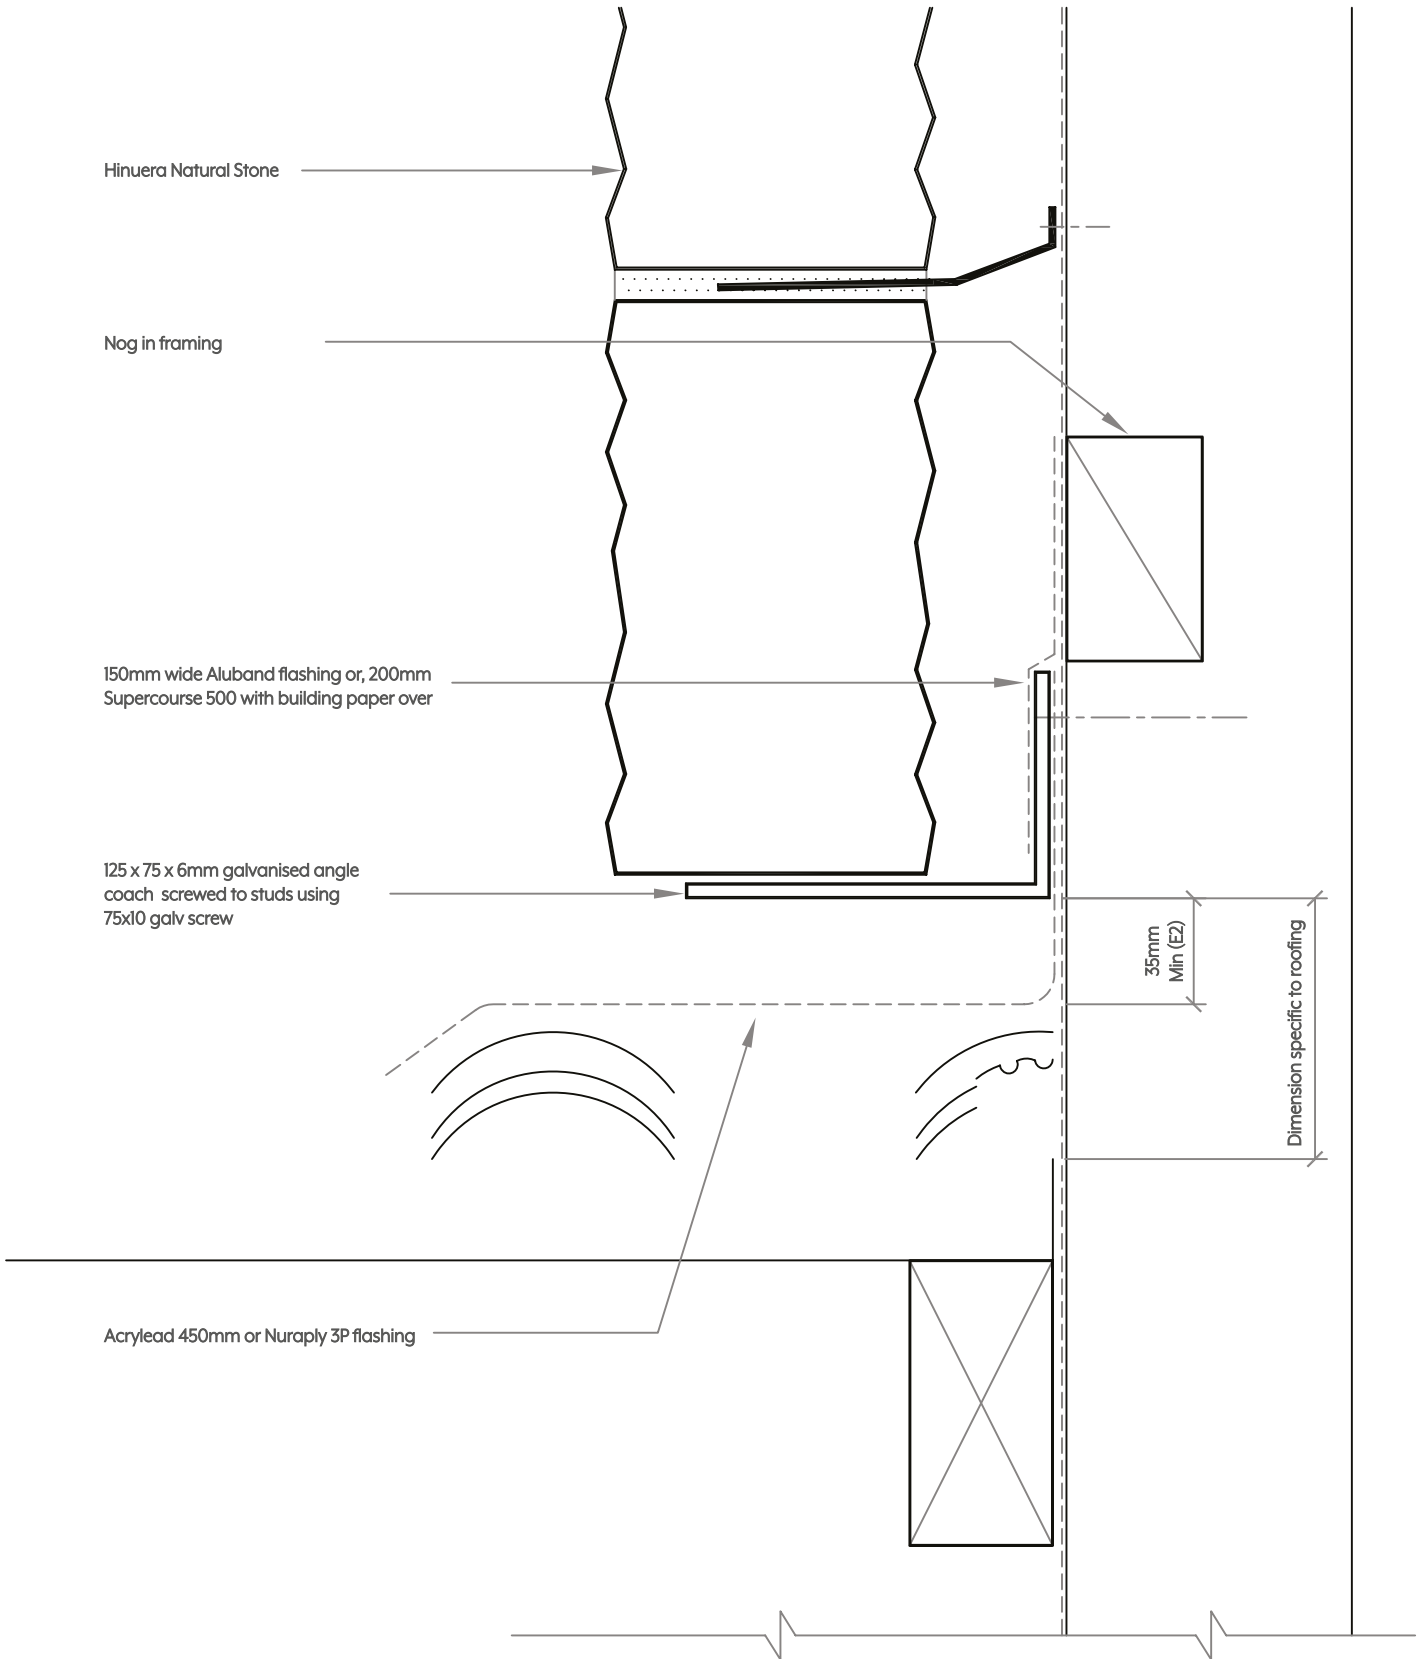 Hinuera Natural Stone
Nog in framing
150mm wide Aluband flashing or, 200mm
Supercourse 500 with building paper over
125 x 75 x 6mm galvanised angle
coach  screwed to studs using
75x10 galv screw
35mm
Min (E2)
Dimension specific to roofing
Acrylead 450mm or Nuraply 3P flashing